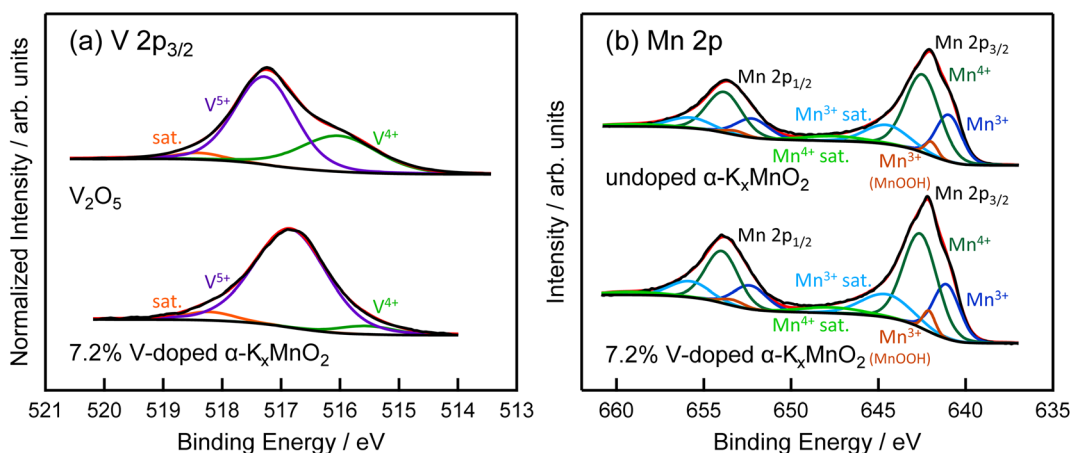 (a) V 2p₃/₂
Normalized Intensity / arb. units
V⁵⁺
sat.
V⁴⁺
V₂O₅
V⁵⁺
sat.
V⁴⁺
7.2% V-doped α-KₓMnO₂
521 520 519 518 517 516 515 514 513
Binding Energy / eV
(b) Mn 2p
Intensity / arb. units
Mn 2p₃/₂
Mn 2p₁/₂
Mn⁴⁺
Mn³⁺ sat.
Mn³⁺
Mn⁴⁺ sat.
Mn³⁺
(MnOOH)
undoped α-KₓMnO₂
Mn 2p₃/₂
Mn 2p₁/₂
Mn⁴⁺
Mn³⁺ sat.
Mn³⁺
Mn⁴⁺ sat.
Mn³⁺
(MnOOH)
7.2% V-doped α-KₓMnO₂
660 655 650 645 640 635
Binding Energy / eV